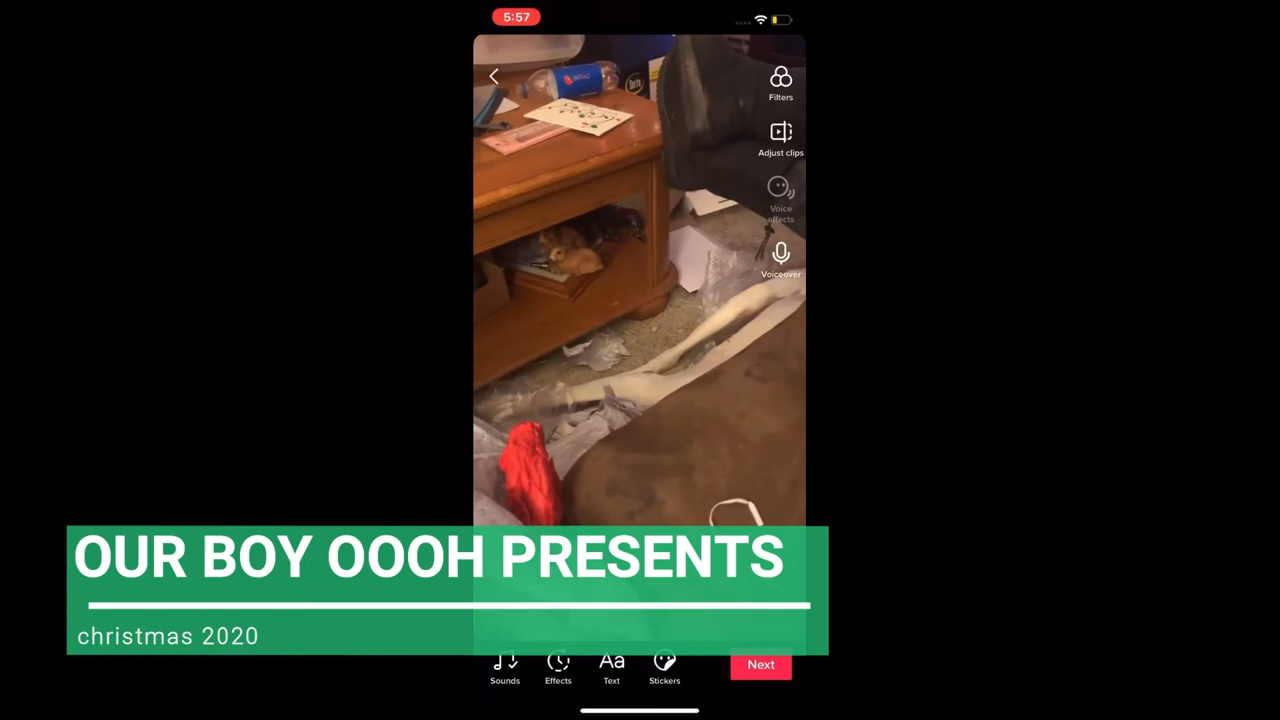 5:57
Filters
Adjust clips
Voice
effects
Voiceover
OUR BOY OOOH PRESENTS
christmas 2020
Sounds
Effects
Aa
Text
Stickers
Next